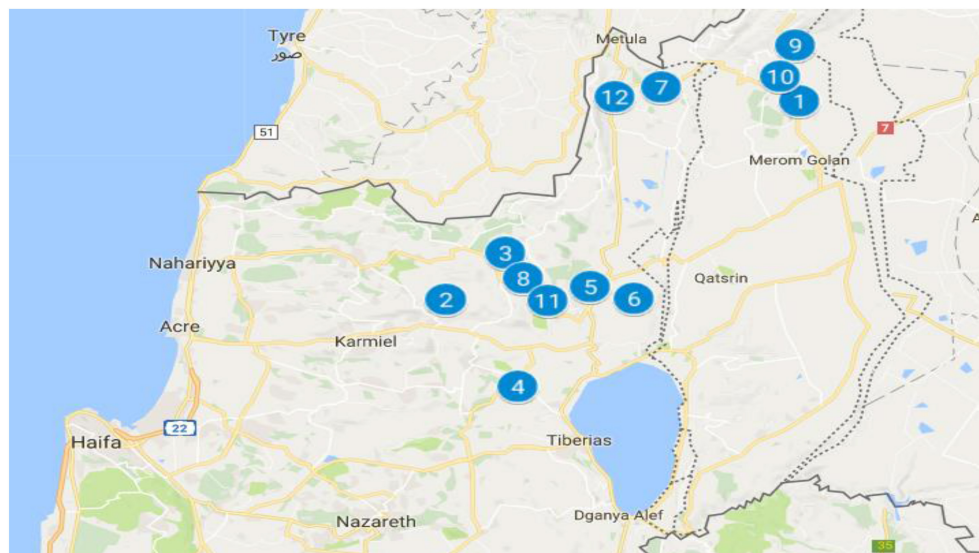 Tyre
صور
Metula
9
10
7
12
1
51
7
Merom Golan
Nahariyya
3
8
5
Qatsrin
2
11
6
Acre
Karmiel
4
22
Haifa
Tiberias
Dganya Alef
Nazareth
35